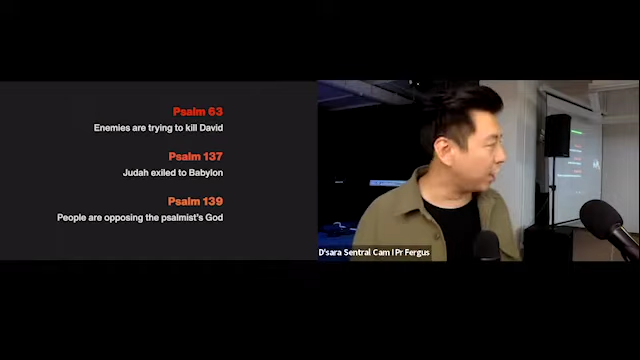 Psalm 63
Enemies are trying to kill David
Psalm 137
Judah exiled to Babylon
Psalm 139
People are opposing the psalmist's God
D'sara Sentral Cam I Pr Fergus